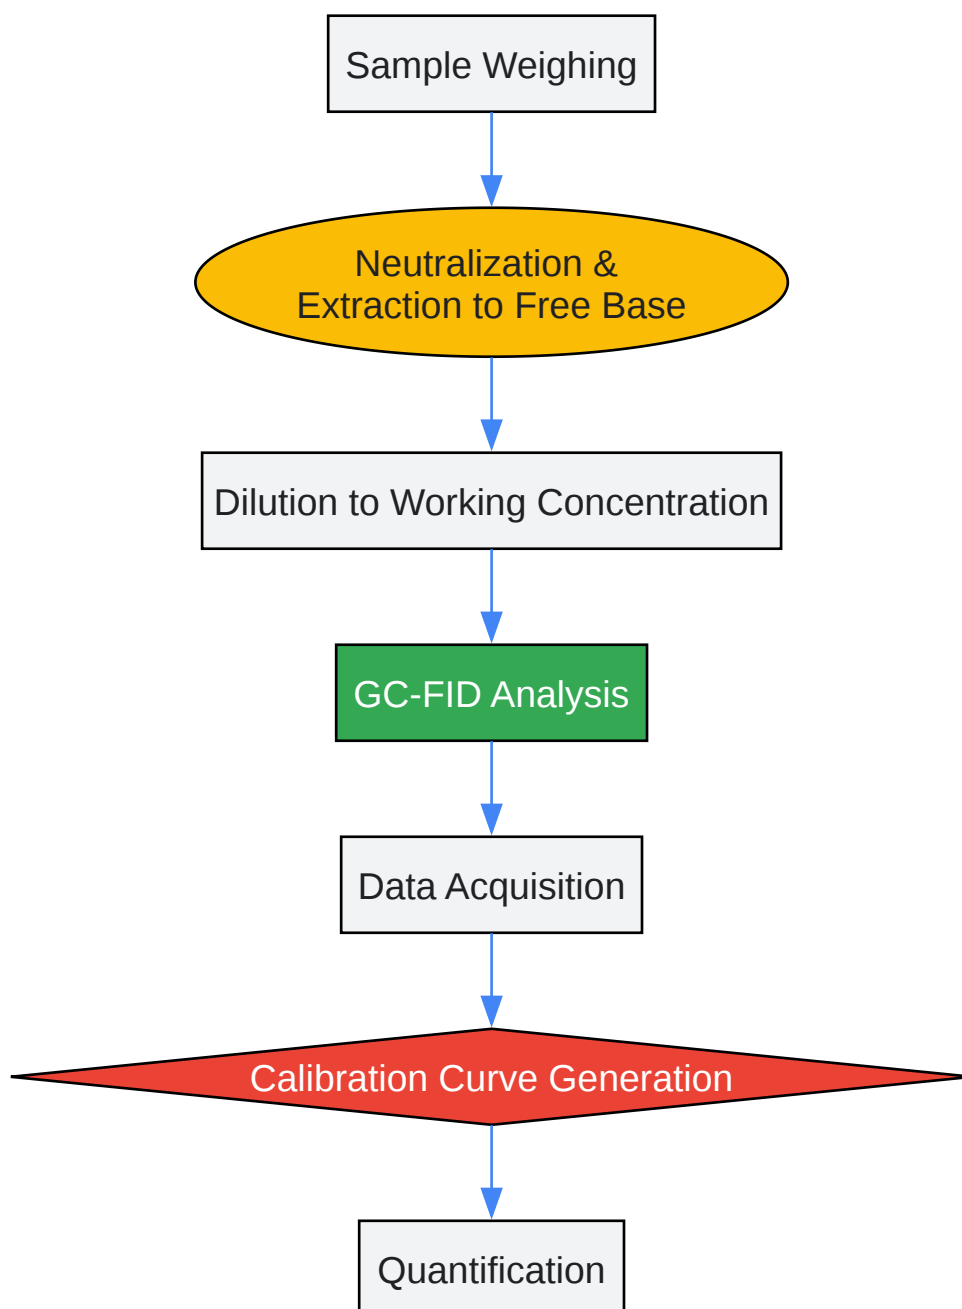 Sample Weighing
Neutralization &
Extraction to Free Base
Dilution to Working Concentration
GC-FID Analysis
Data Acquisition
Calibration Curve Generation
Quantification